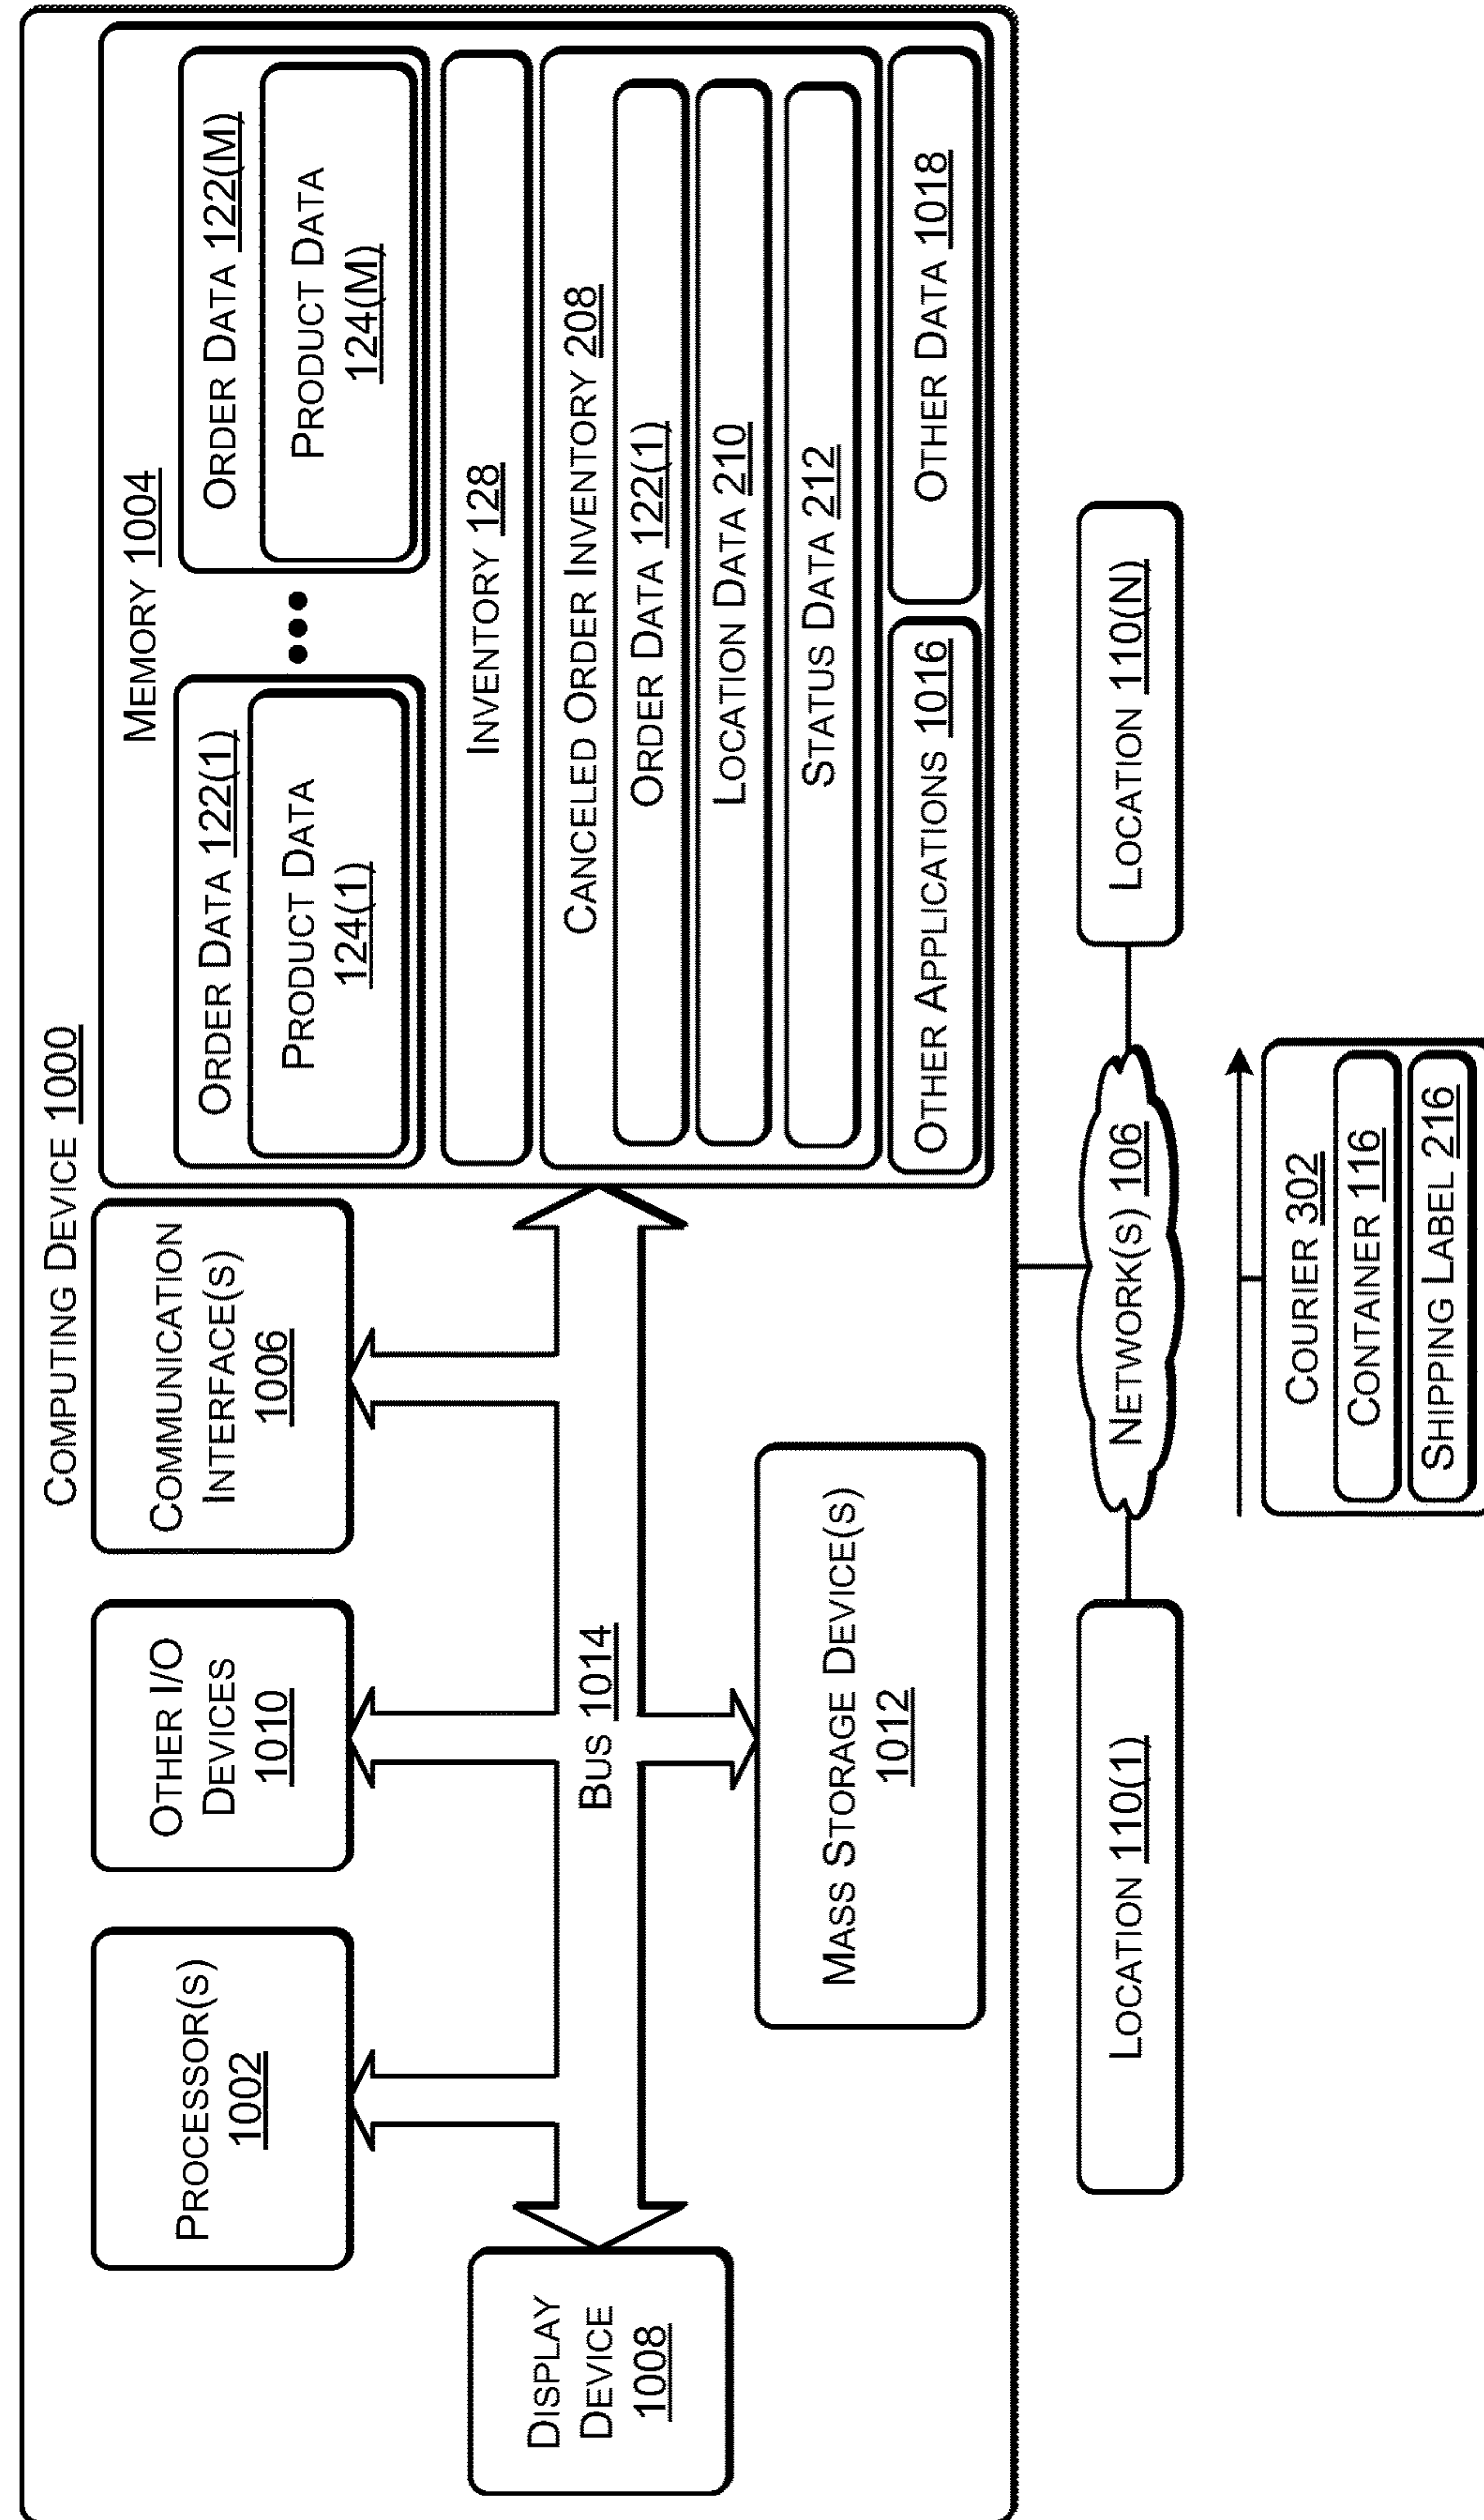 COMPUTING DEVICE 1000
PROCESSOR(S)
1002
OTHER I/O
DEVICES
1010
COMMUNICATION
INTERFACE(S)
1006
DISPLAY
DEVICE
1008
BUS 1014
MASS STORAGE DEVICE(S)
1012
MEMORY 1004
ORDER DATA 122(1)
PRODUCT DATA
124(1)
•••
ORDER DATA 122(M)
PRODUCT DATA
124(M)
INVENTORY 128
CANCELED ORDER INVENTORY 208
ORDER DATA 122(1)
LOCATION DATA 210
STATUS DATA 212
OTHER APPLICATIONS 1016
OTHER DATA 1018
LOCATION 110(1)
NETWORK(S) 106
LOCATION 110(N)
COURIER 302
CONTAINER 116
SHIPPING LABEL 216